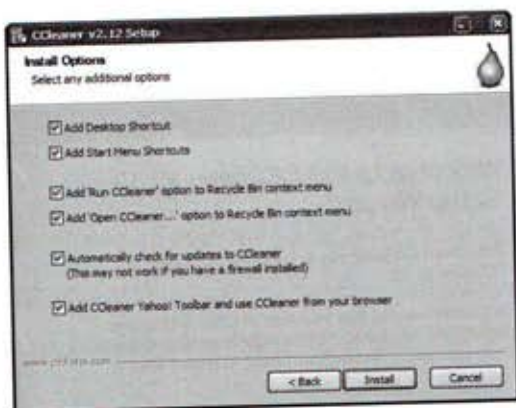 CCleaner v2.12 Setup
Install Options
Select any additional options
Add Desktop Shortcut
Add Start Menu Shortcuts
Add 'Run CCleaner' option to Recycle Bin context menu
Add 'Open CCleaner...' option to Recycle Bin context menu
Automatically check for updates to CCleaner
(This may not work if you have a firewall installed)
Add CCleaner Yahoo! Toolbar and use CCleaner from your browser
< Back Install Cancel